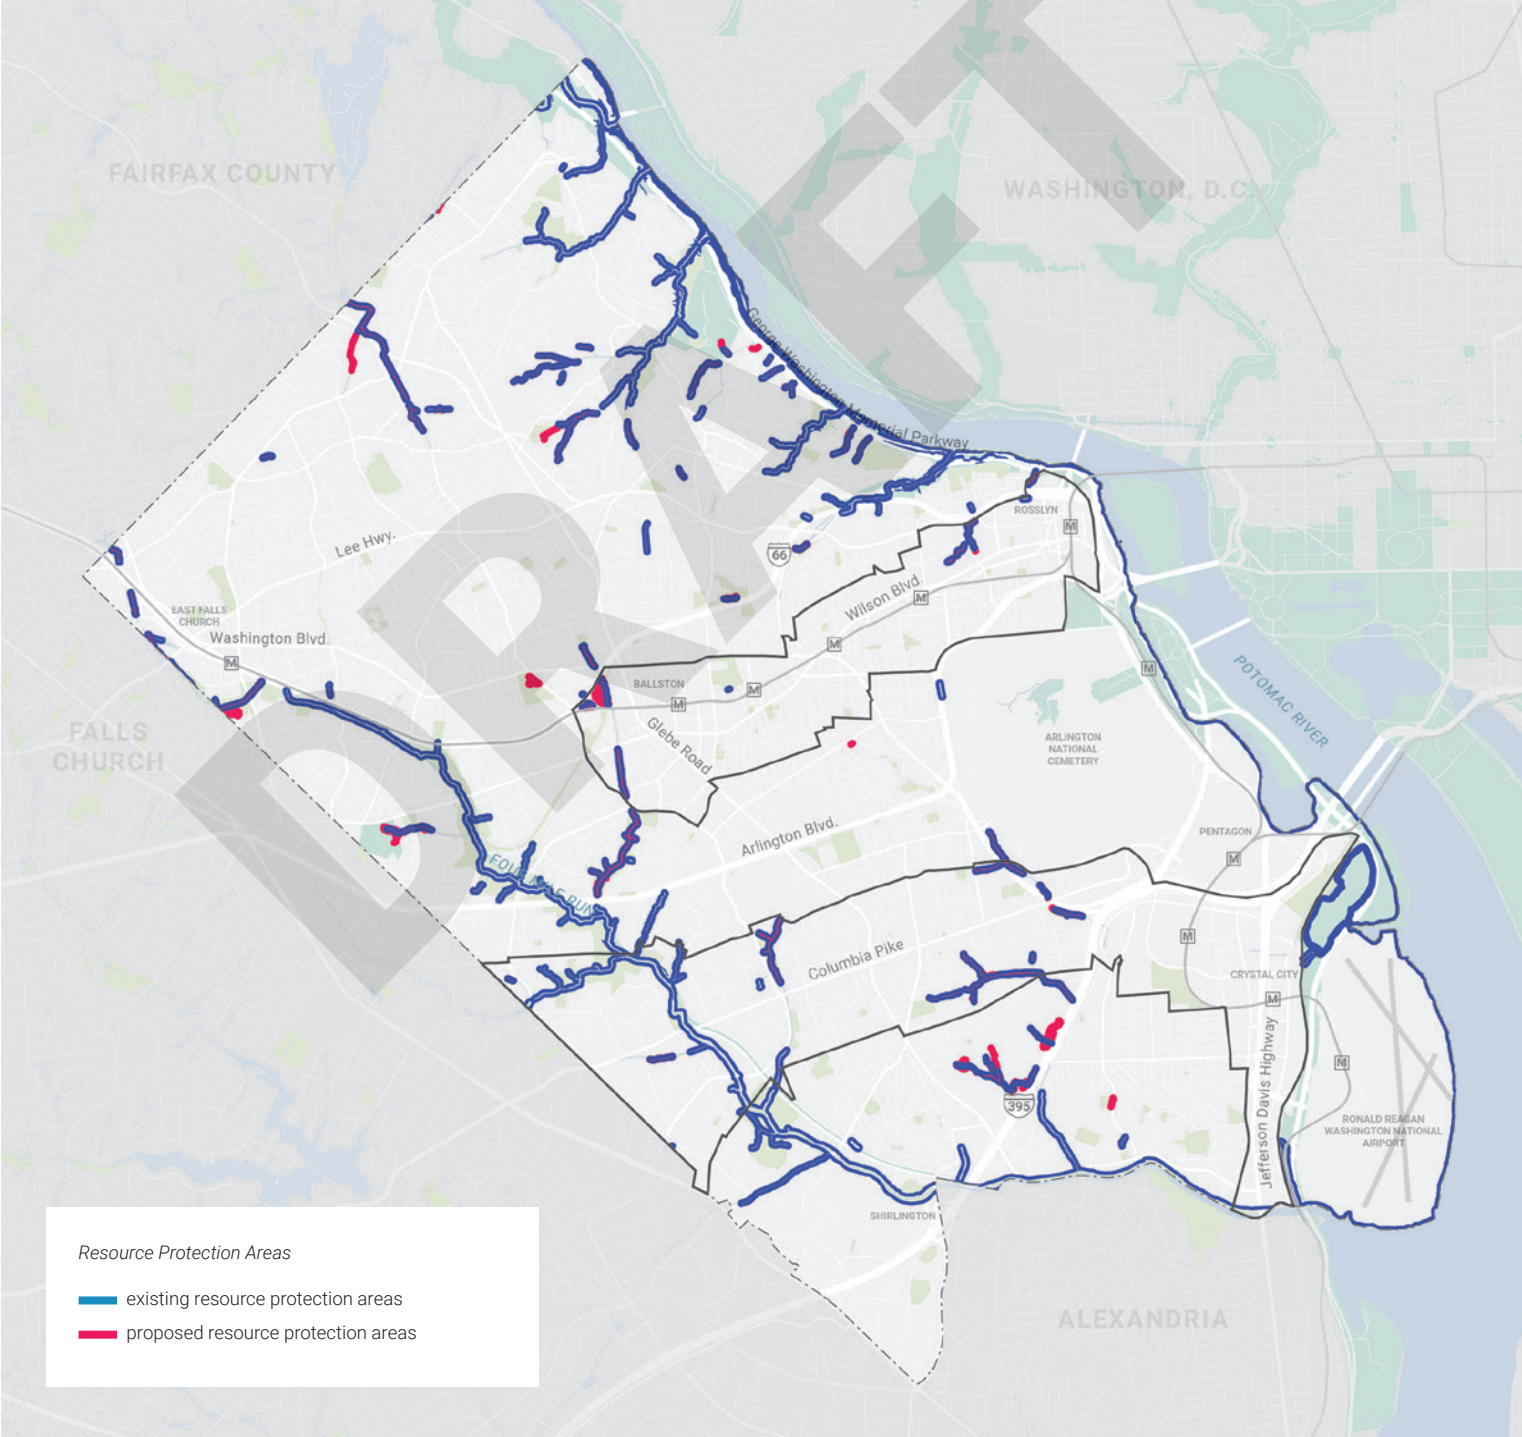 DRAFT
FAIRFAX COUNTY
WASHINGTON, D.C.
George Washington Memorial Parkway
Lee Hwy.
ROSSLYN
M
66
EAST FALLS
CHURCH
Washington Blvd.
M
Wilson Blvd.
M
M
BALLSTON
M
M
M
POTOMAC RIVER
FALLS
CHURCH
Glebe Road
ARLINGTON
NATIONAL
CEMETERY
Arlington Blvd.
PENTAGON
M
FOUR MILE RUN
Columbia Pike
M
CRYSTAL CITY
M
Jefferson Davis Highway
M
395
RONALD REAGAN
WASHINGTON NATIONAL
AIRPORT
SHIRLINGTON
ALEXANDRIA
Resource Protection Areas
existing resource protection areas
proposed resource protection areas